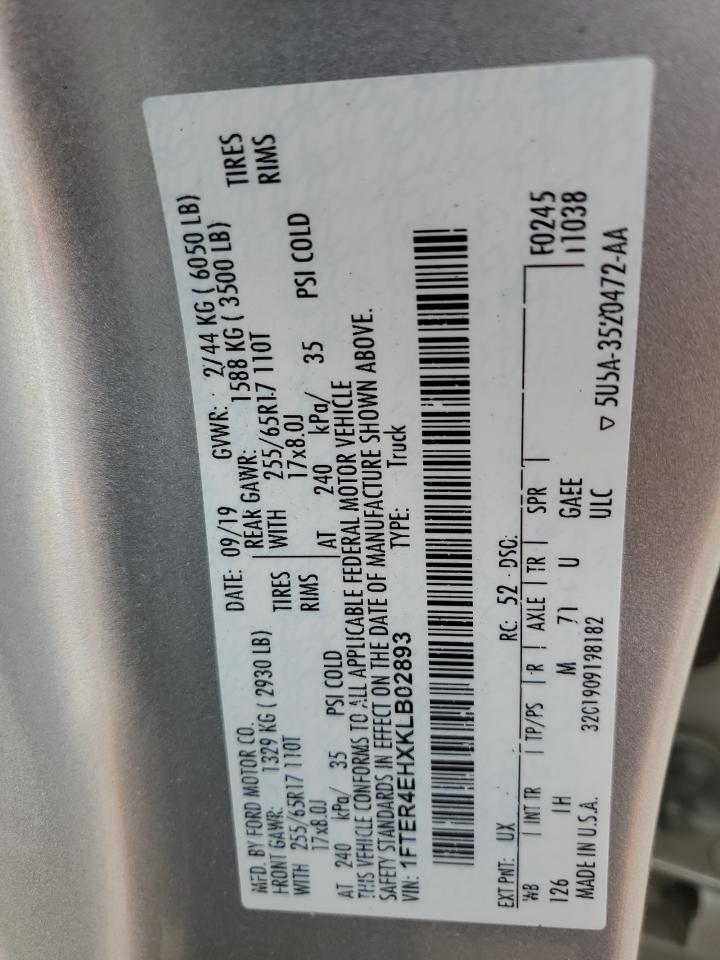 MFD. BY FORD MOTOR CO. DATE: 09/19 GVWR: 2744 KG ( 6050 LB)
FRONT GAWR: 1329 KG ( 2930 LB) REAR GAWR: 1588 KG ( 3500 LB)
WITH 255/65R17 110T TIRES WITH 255/65R17 110T TIRES
17x8.0J RIMS 17x8.0J RIMS
AT 240 kPa/ 35 PSI COLD AT 240 kPa/ 35 PSI COLD
THIS VEHICLE CONFORMS TO ALL APPLICABLE FEDERAL MOTOR VEHICLE
SAFETY STANDARDS IN EFFECT ON THE DATE OF MANUFACTURE SHOWN ABOVE.
VIN: 1FTER4EHXKLB02893 TYPE: Truck
EXT PNT: UX RC: 52 DSO: F0245
WB INT TR TP/PS R AXLE TR SPR 11038
126 IH M 71 U GAEE
32G1909198182 ULC
MADE IN U.S.A. ▽ 5U5A-3520472-AA